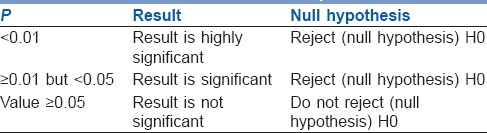 P Result Null hypothesis
<0.01 Result is highly significant Reject (null hypothesis) H0
≥0.01 but <0.05 Result is significant Reject (null hypothesis) H0
Value ≥0.05 Result is not significant Do not reject (null hypothesis) H0